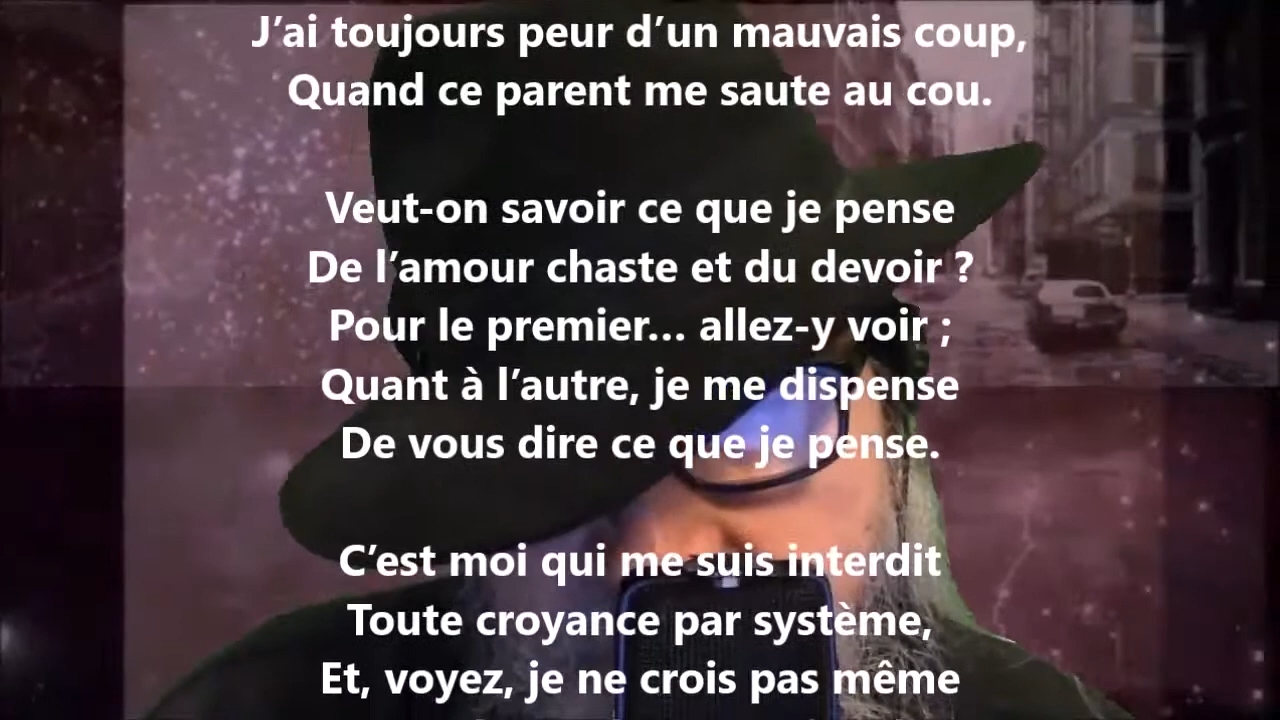 J’ai toujours peur d’un mauvais coup,
Quand ce parent me saute au cou.
Veut-on savoir ce que je pense
De l’amour chaste et du devoir ?
Pour le premier… allez-y voir ;
Quant à l’autre, je me dispense
De vous dire ce que je pense.
C’est moi qui me suis interdit
Toute croyance par système,
Et, voyez, je ne crois pas même